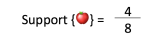 Support {🍎} = 4/8